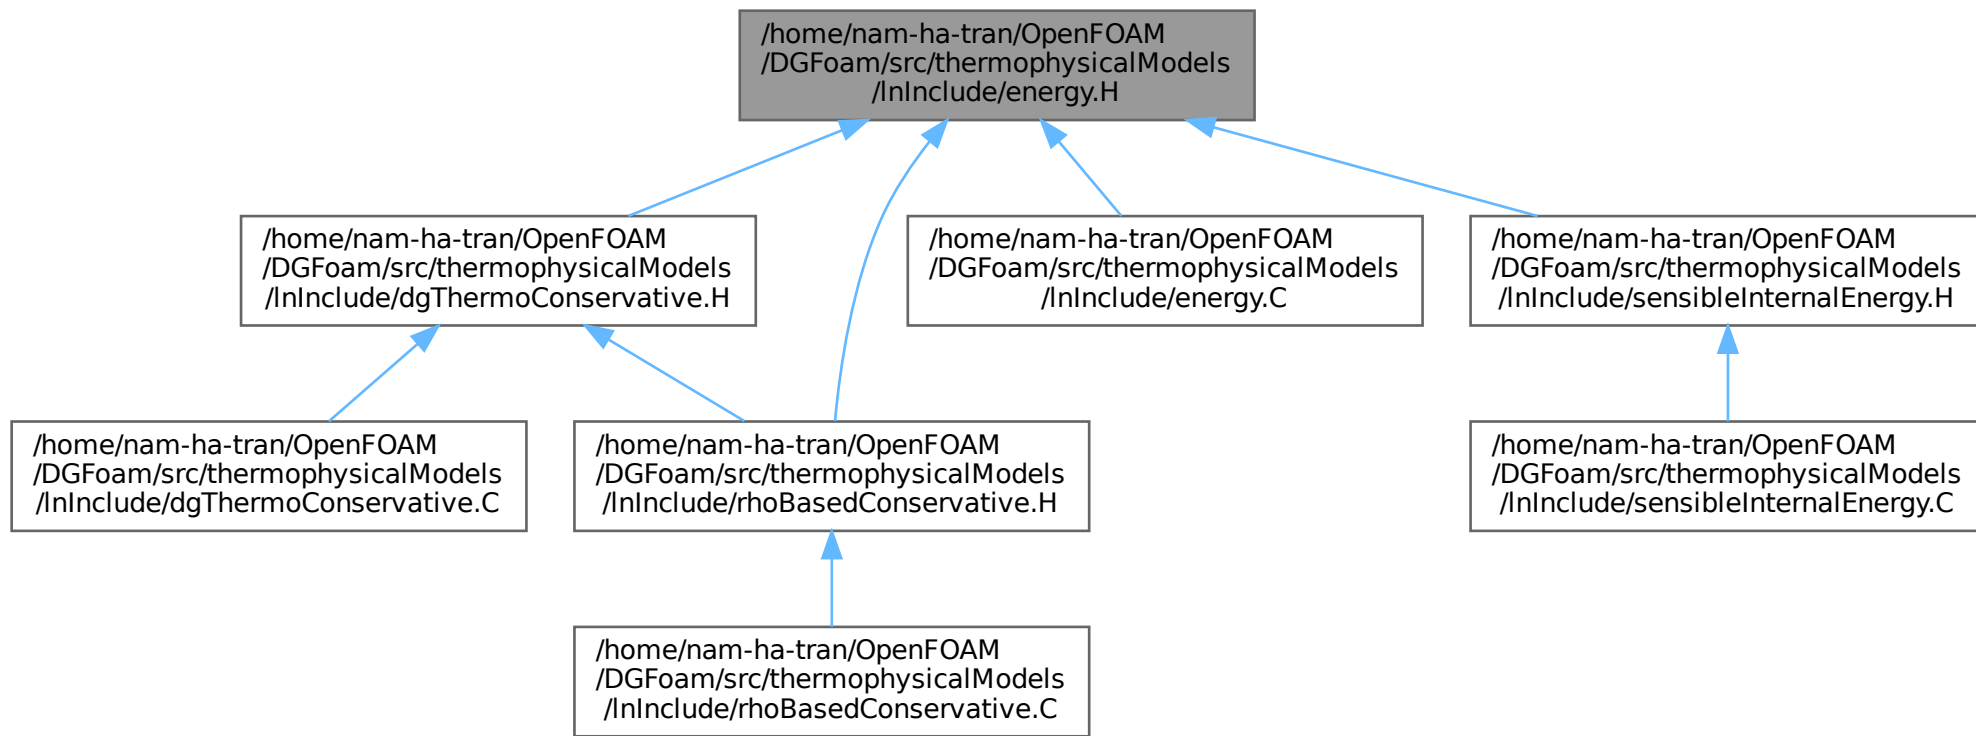 /home/nam-ha-tran/OpenFOAM
/DGFoam/src/thermophysicalModels
/lnInclude/energy.H
/home/nam-ha-tran/OpenFOAM
/DGFoam/src/thermophysicalModels
/lnInclude/dgThermoConservative.H
/home/nam-ha-tran/OpenFOAM
/DGFoam/src/thermophysicalModels
/lnInclude/energy.C
/home/nam-ha-tran/OpenFOAM
/DGFoam/src/thermophysicalModels
/lnInclude/sensibleInternalEnergy.H
/home/nam-ha-tran/OpenFOAM
/DGFoam/src/thermophysicalModels
/lnInclude/dgThermoConservative.C
/home/nam-ha-tran/OpenFOAM
/DGFoam/src/thermophysicalModels
/lnInclude/rhoBasedConservative.H
/home/nam-ha-tran/OpenFOAM
/DGFoam/src/thermophysicalModels
/lnInclude/sensibleInternalEnergy.C
/home/nam-ha-tran/OpenFOAM
/DGFoam/src/thermophysicalModels
/lnInclude/rhoBasedConservative.C